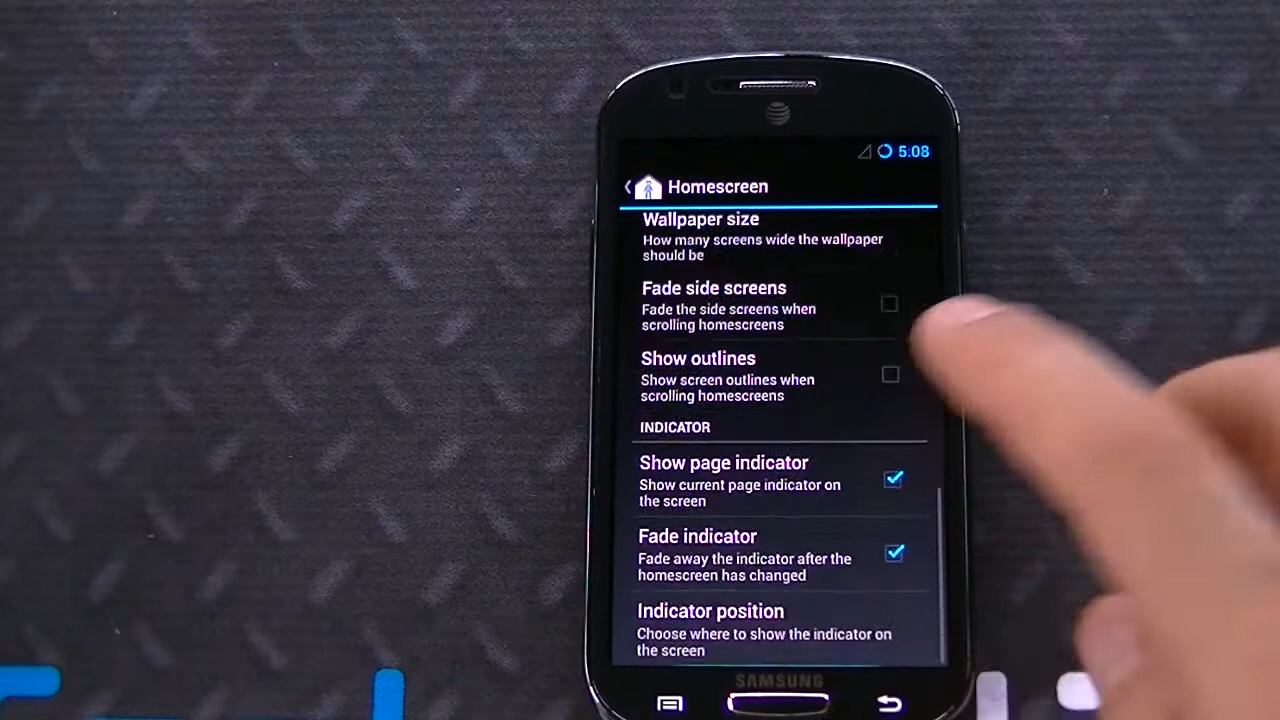 5:08
Homescreen
Wallpaper size
How many screens wide the wallpaper
should be
Fade side screens
Fade the side screens when
scrolling homescreens
Show outlines
Show screen outlines when
scrolling homescreens
INDICATOR
Show page indicator
Show current page indicator on
the screen
Fade indicator
Fade away the indicator after the
homescreen has changed
Indicator position
Choose where to show the indicator on
the screen
SAMSUNG